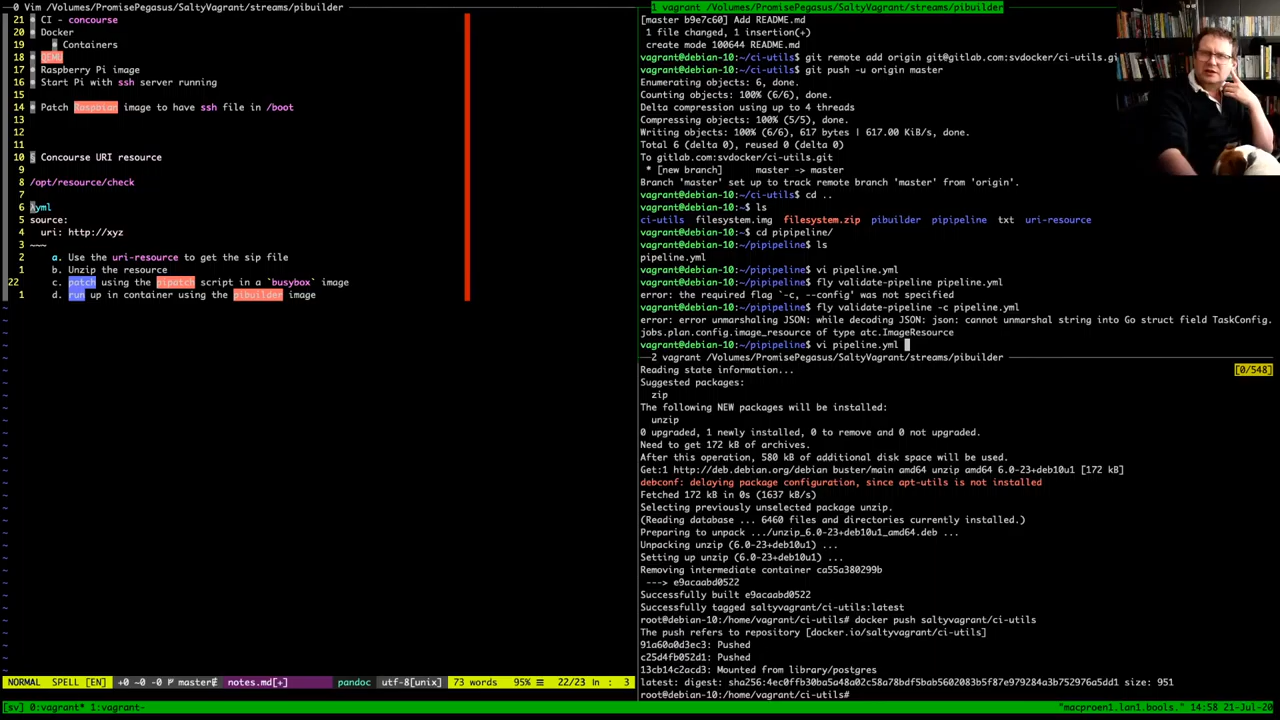 0 Vim /Volumes/PromisePegasus/SaltyVagrant/streams/pibuilder
21 CI - concourse
20 Docker
19 Containers
18 QEMU
17 Raspberry Pi image
16 Start Pi with ssh server running
15
14 Patch Raspbian image to have ssh file in /boot
13
12
11
10 § Concourse URI resource
9
8 /opt/resource/check
7
6 yml
5 source:
4 uri: http://xyz
3 ~~~
2 a. Use the uri-resource to get the sip file
1 b. Unzip the resource
22 c. patch using the pipatch script in a `busybox` image
1 d. run up in container using the pibuilder image
NORMAL SPELL [EN] +0 ~0 -0 master notes.md[+] pandoc utf-8[unix] 73 words 95% ☰ 22/23 ln : 3
1 vagrant /Volumes/PromisePegasus/SaltyVagrant/streams/pibuilder
[master b9e7c60] Add README.md
1 file changed, 1 insertion(+)
create mode 100644 README.md
vagrant@debian-10:~/ci-utils$ git remote add origin git@gitlab.com:svdocker/ci-utils.gi
vagrant@debian-10:~/ci-utils$ git push -u origin master
Enumerating objects: 6, done.
Counting objects: 100% (6/6), done.
Delta compression using up to 4 threads
Compressing objects: 100% (5/5), done.
Writing objects: 100% (6/6), 617 bytes | 617.00 KiB/s, done.
Total 6 (delta 0), reused 0 (delta 0)
To gitlab.com:svdocker/ci-utils.git
* [new branch] master -> master
Branch 'master' set up to track remote branch 'master' from 'origin'.
vagrant@debian-10:~/ci-utils$ cd ..
vagrant@debian-10:~$ ls
ci-utils filesystem.img filesystem.zip pibuilder pipipeline txt uri-resource
vagrant@debian-10:~$ cd pipipeline/
vagrant@debian-10:~/pipipeline$ ls
pipeline.yml
vagrant@debian-10:~/pipipeline$ vi pipeline.yml
vagrant@debian-10:~/pipipeline$ fly validate-pipeline pipeline.yml
error: the required flag `-c, --config' was not specified
vagrant@debian-10:~/pipipeline$ fly validate-pipeline -c pipeline.yml
error: error unmarshaling JSON: while decoding JSON: json: cannot unmarshal string into Go struct field TaskConfig.
jobs.plan.config.image_resource of type atc.ImageResource
vagrant@debian-10:~/pipipeline$ vi pipeline.yml
2 vagrant /Volumes/PromisePegasus/SaltyVagrant/streams/pibuilder
Reading state information... [0/548]
Suggested packages:
zip
The following NEW packages will be installed:
unzip
0 upgraded, 1 newly installed, 0 to remove and 0 not upgraded.
Need to get 172 kB of archives.
After this operation, 580 kB of additional disk space will be used.
Get:1 http://deb.debian.org/debian buster/main amd64 unzip amd64 6.0-23+deb10u1 [172 kB]
debconf: delaying package configuration, since apt-utils is not installed
Fetched 172 kB in 0s (1637 kB/s)
Selecting previously unselected package unzip.
(Reading database ... 6460 files and directories currently installed.)
Preparing to unpack .../unzip_6.0-23+deb10u1_amd64.deb ...
Unpacking unzip (6.0-23+deb10u1) ...
Setting up unzip (6.0-23+deb10u1) ...
Removing intermediate container ca55a380299b
---> e9acaabd0522
Successfully built e9acaabd0522
Successfully tagged saltyvagrant/ci-utils:latest
root@debian-10:/home/vagrant/ci-utils# docker push saltyvagrant/ci-utils
The push refers to repository [docker.io/saltyvagrant/ci-utils]
91a60a0d3ec3: Pushed
c25d4fb052d1: Pushed
13cb14c2acd3: Mounted from library/postgres
latest: digest: sha256:4ec0ffb30ba5a48a02c58a78bdf5bab5602083b5f87e979284a3b752976a5dd1 size: 951
root@debian-10:/home/vagrant/ci-utils#
[sv] 0:vagrant* 1:vagrant- "macproen1.lan1.bools." 14:58 21-Jul-20